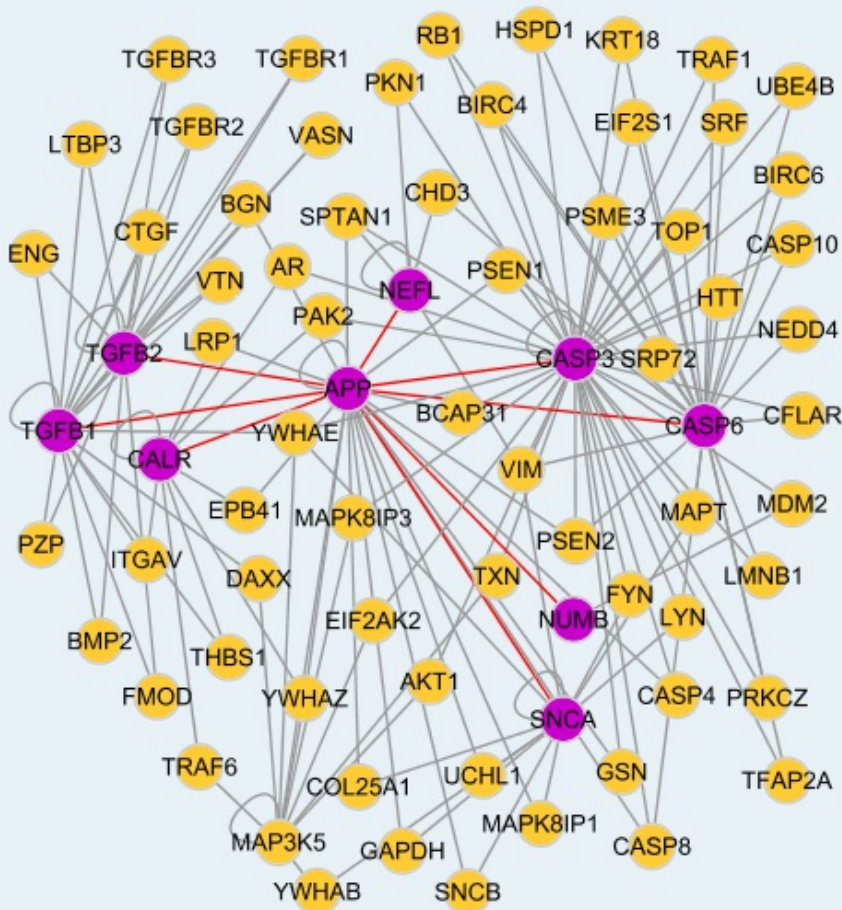 RB1
HSPD1
KRT18
TGFBR3
TGFBR1
TRAF1
PKN1
UBE4B
BIRC4
EIF2S1
SRF
TGFBR2
LTBP3
VASN
BIRC6
CHD3
BGN
SPTAN1
PSME3
CTGF
TOP1
CASP10
ENG
AR
PSEN1
VTN
NEFL
HTT
PAK2
NEDD4
LRP1
TGFB2
CASP3
SRP72
APP
BCAP31
CFLAR
TGFB1
YWHAE
CASP6
CALR
VIM
EPB41
MAPK8IP3
MAPT
MDM2
PZP
PSEN2
ITGAV
DAXX
TXN
FYN
LMNB1
EIF2AK2
NUMB
LYN
BMP2
THBS1
FMOD
YWHAZ
AKT1
CASP4
PRKCZ
SNCA
TRAF6
COL25A1
UCHL1
GSN
TFAP2A
MAPK8IP1
MAP3K5
GAPDH
CASP8
YWHAB
SNCB